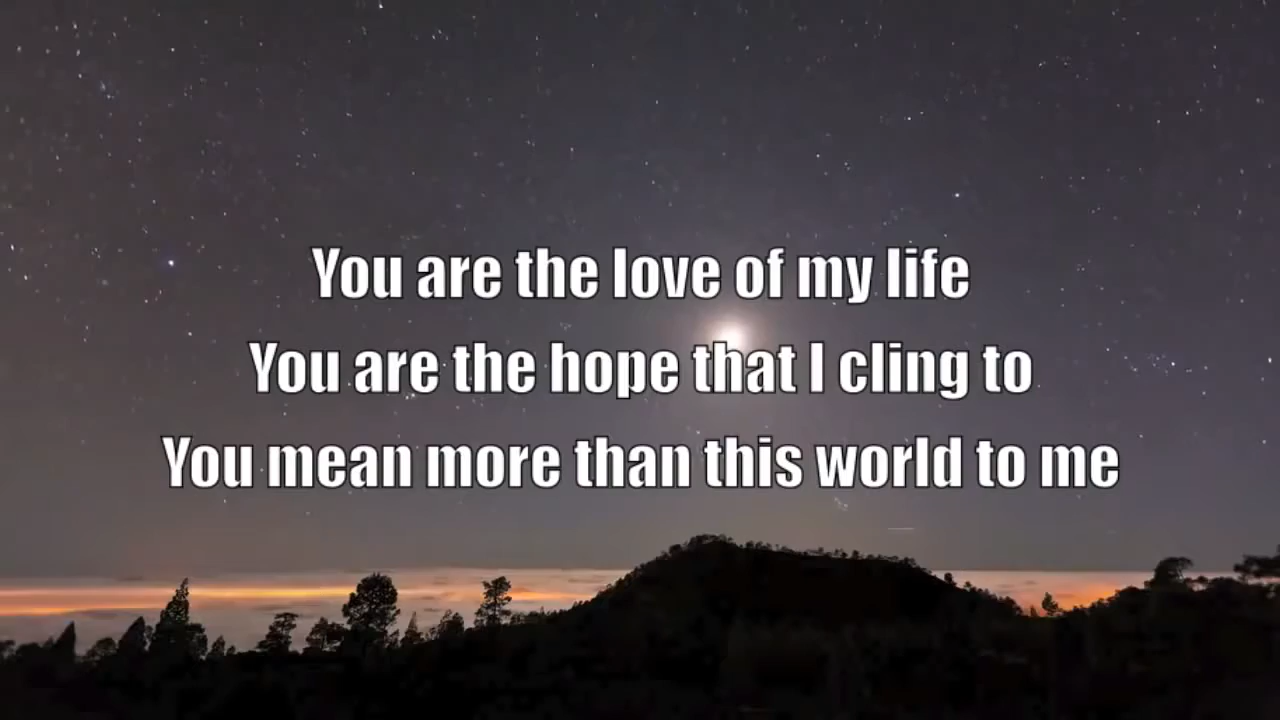 You are the love of my life
You are the hope that I cling to
You mean more than this world to me